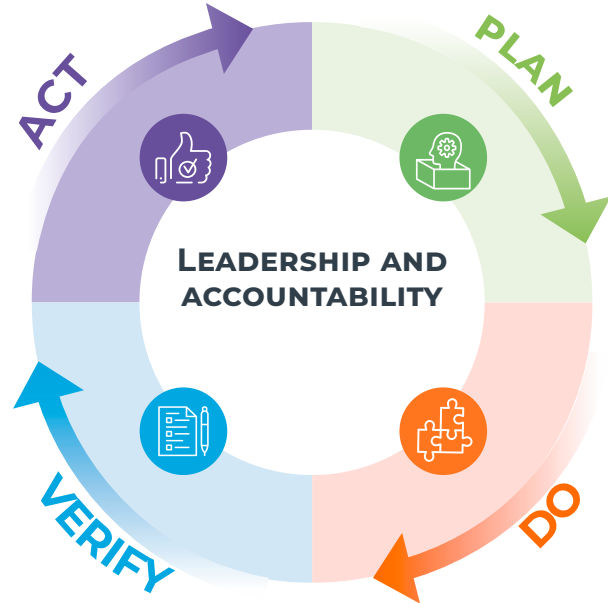 ACT
PLAN
LEADERSHIP AND
ACCOUNTABILITY
VERIFY
DO